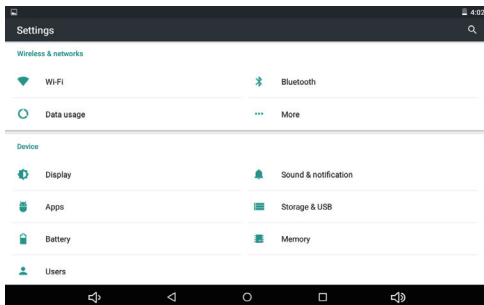 4:02
Settings
Wireless & networks
Wi-Fi
Bluetooth
Data usage
More
Device
Display
Sound & notification
Apps
Storage & USB
Battery
Memory
Users